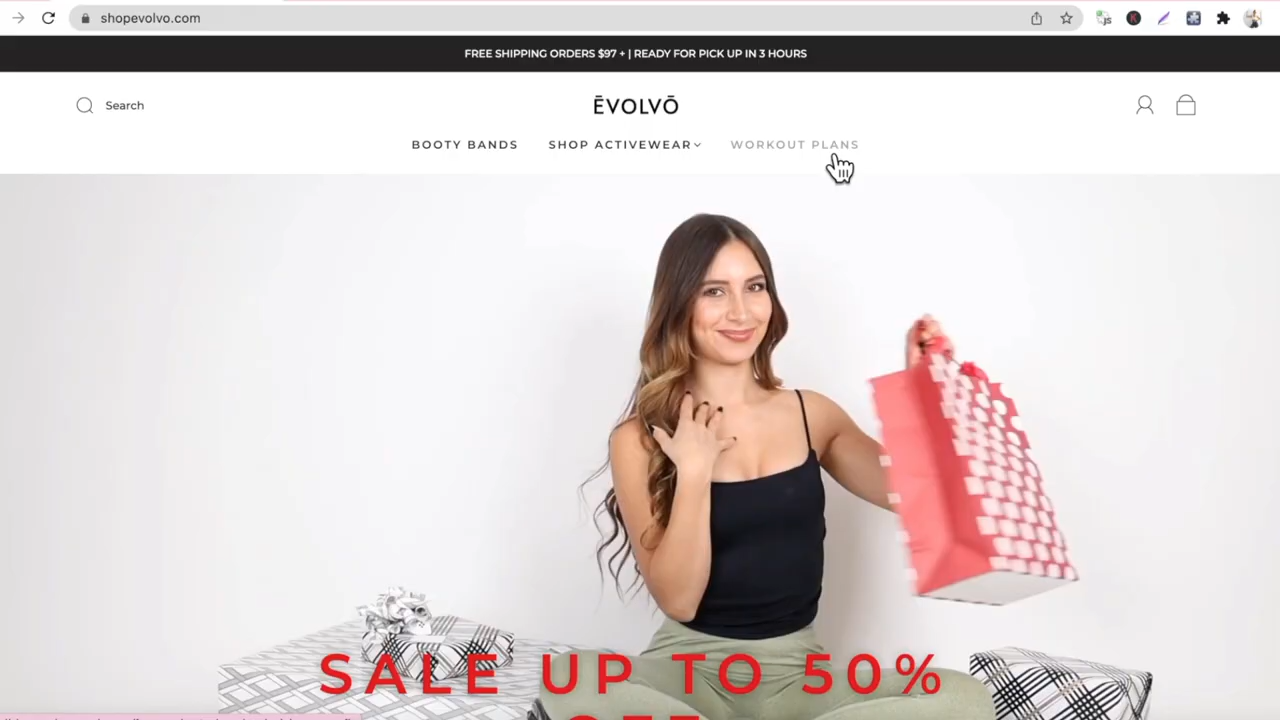 shopevolvo.com
FREE SHIPPING ORDERS $97 + | READY FOR PICK UP IN 3 HOURS
Search
ĒVOLVŌ
BOOTY BANDS
SHOP ACTIVEWEAR
WORKOUT PLANS
SALE UP TO 50%
OFF